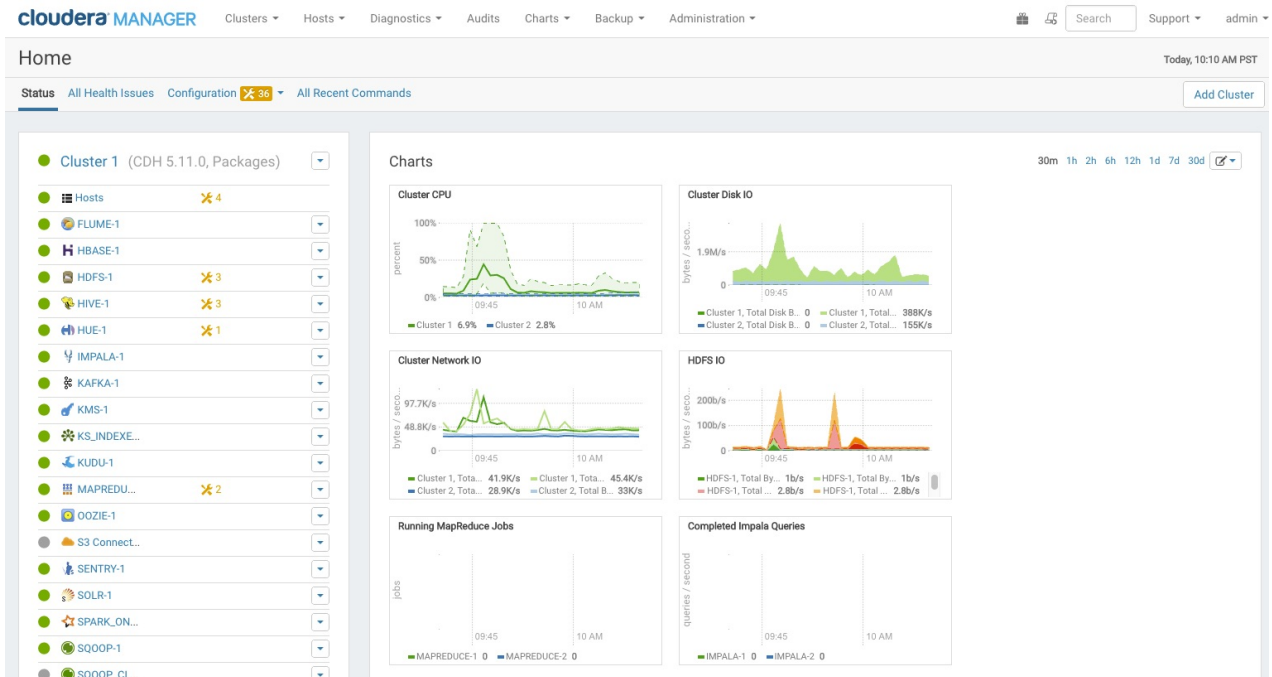 cloudera MANAGER Clusters Hosts Diagnostics Audits Charts Backup Administration Search Support admin
Home Today, 10:10 AM PST
Status All Health Issues Configuration 36 All Recent Commands Add Cluster
Cluster 1 (CDH 5.11.0, Packages)
Hosts 4
FLUME-1
HBASE-1
HDFS-1 3
HIVE-1 3
HUE-1 1
IMPALA-1
KAFKA-1
KMS-1
KS_INDEXE...
KUDU-1
MAPREDU... 2
OOZIE-1
S3 Connect...
SENTRY-1
SOLR-1
SPARK_ON...
SQOOP-1
SQOOP_CL
Charts 30m 1h 2h 6h 12h 1d 7d 30d
Cluster CPU
percent
100%
50%
0%
09:45 10 AM
Cluster 1 6.9% Cluster 2 2.8%
Cluster Disk IO
bytes / seco...
1.9M/s
0
09:45 10 AM
Cluster 1, Total Disk B... 0 Cluster 1, Total... 388K/s
Cluster 2, Total Disk B... 0 Cluster 2, Total... 155K/s
Cluster Network IO
bytes / seco...
97.7K/s
48.8K/s
0
09:45 10 AM
Cluster 1, Tota... 41.9K/s Cluster 1, Tota... 45.4K/s
Cluster 2, Tota... 28.9K/s Cluster 2, Total B... 33K/s
HDFS IO
bytes / seco...
200b/s
100b/s
0
09:45 10 AM
HDFS-1, Total By... 1b/s HDFS-1, Total By... 1b/s
HDFS-1, Total ... 2.8b/s HDFS-1, Total ... 2.8b/s
Running MapReduce Jobs
jobs
09:45 10 AM
MAPREDUCE-1 0 MAPREDUCE-2 0
Completed Impala Queries
queries / second
09:45 10 AM
IMPALA-1 0 IMPALA-2 0